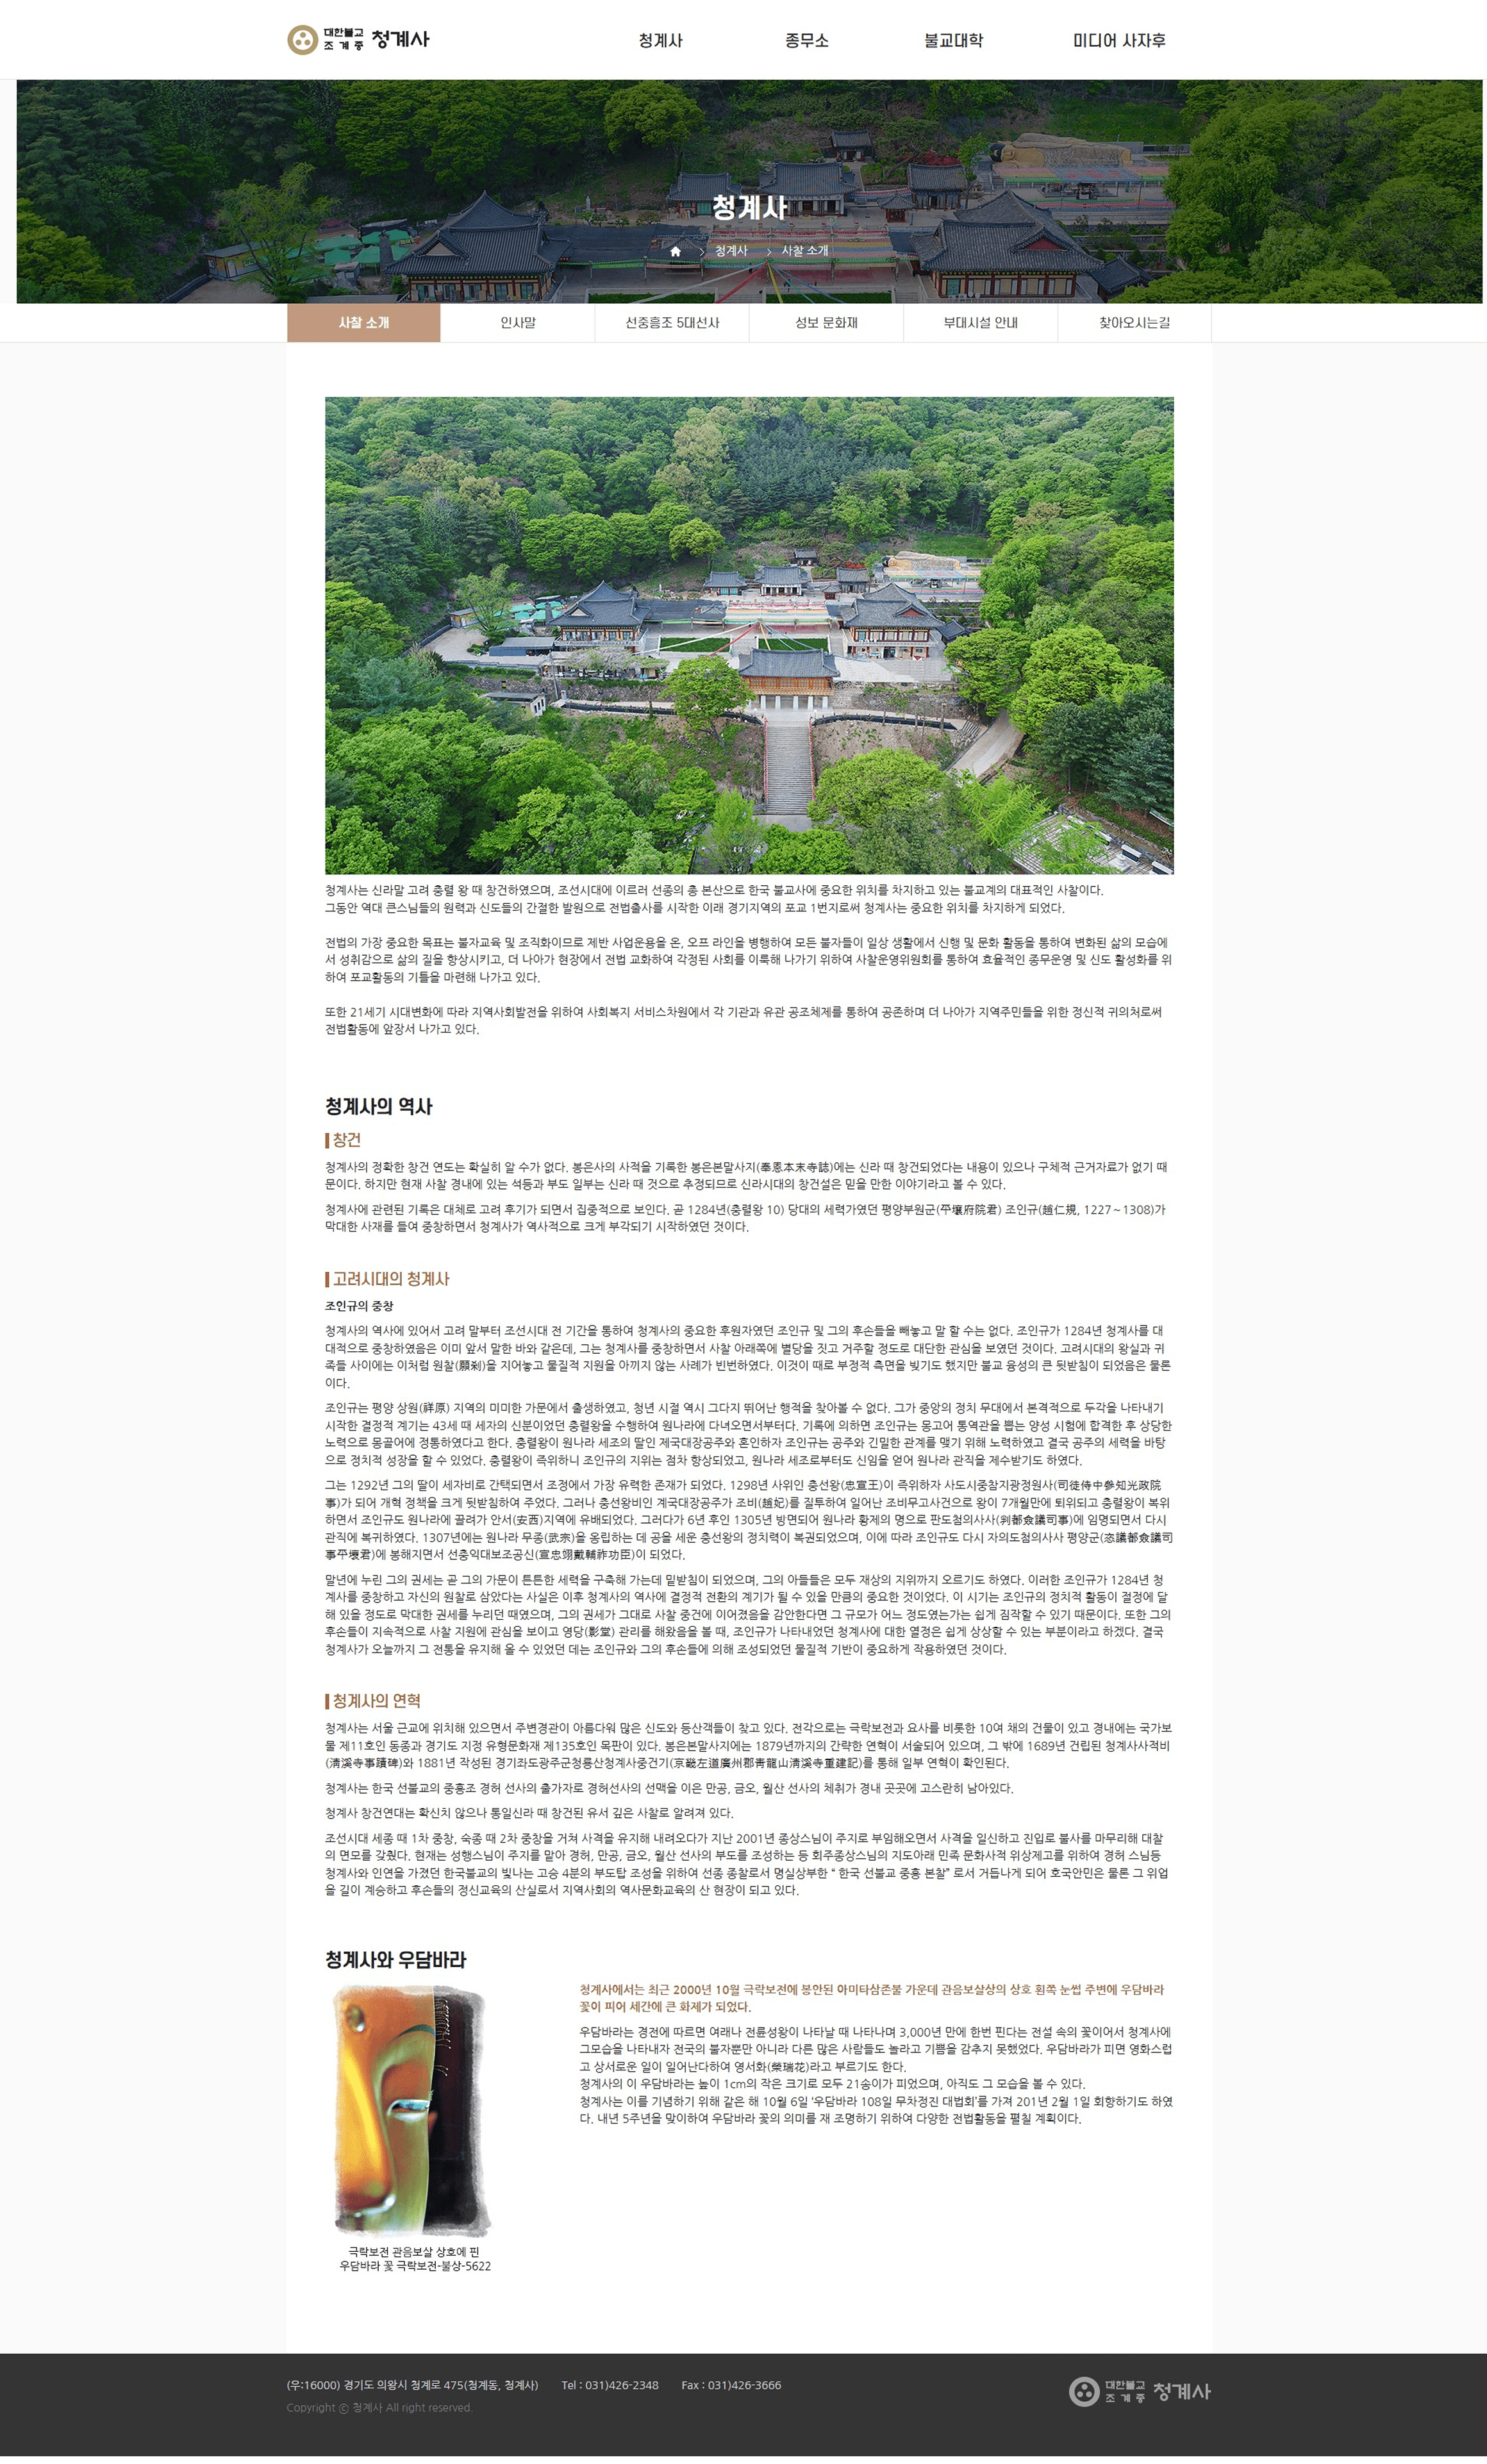 대한불교
조계종 청계사
청계사 종무소 불교대학 미디어 사자후
청계사
청계사 사찰 소개
사찰 소개 인사말 선중흥조 5대선사 성보 문화재 부대시설 안내 찾아오시는길
청계사는 신라말 고려 충렬 왕 때 창건하였으며, 조선시대에 이르러 선종의 총 본산으로 한국 불교사에 중요한 위치를 차지하고 있는 불교계의 대표적인 사찰이다.
그동안 역대 큰스님들의 원력과 신도들의 간절한 발원으로 전법출사를 시작한 이래 경기지역의 포교 1번지로써 청계사는 중요한 위치를 차지하게 되었다.
전법의 가장 중요한 목표는 불자교육 및 조직화이므로 제반 사업운용을 온, 오프 라인을 병행하여 모든 불자들이 일상 생활에서 신행 및 문화 활동을 통하여 변화된 삶의 모습에
서 성취감으로 삶의 질을 향상시키고, 더 나아가 현장에서 전법 교화하여 각정된 사회를 이룩해 나가기 위하여 사찰운영위원회를 통하여 효율적인 종무운영 및 신도 활성화를 위
하여 포교활동의 기틀을 마련해 나가고 있다.
또한 21세기 시대변화에 따라 지역사회발전을 위하여 사회복지 서비스차원에서 각 기관과 유관 공조체제를 통하여 공존하며 더 나아가 지역주민들을 위한 정신적 귀의처로써
전법활동에 앞장서 나가고 있다.
청계사의 역사
창건
청계사의 정확한 창건 연도는 확실히 알 수가 없다. 봉은사의 사적을 기록한 봉은본말사지(奉恩本末寺誌)에는 신라 때 창건되었다는 내용이 있으나 구체적 근거자료가 없기 때
문이다. 하지만 현재 사찰 경내에 있는 석등과 부도 일부는 신라 때 것으로 추정되므로 신라시대의 창건설은 믿을 만한 이야기라고 볼 수 있다.
청계사에 관련된 기록은 대체로 고려 후기가 되면서 집중적으로 보인다. 곧 1284년(충렬왕 10) 당대의 세력가였던 평양부원군(平壤府院君) 조인규(趙仁規, 1227～1308)가
막대한 사재를 들여 중창하면서 청계사가 역사적으로 크게 부각되기 시작하였던 것이다.
고려시대의 청계사
조인규의 중창
청계사의 역사에 있어서 고려 말부터 조선시대 전 기간을 통하여 청계사의 중요한 후원자였던 조인규 및 그의 후손들을 빼놓고 말 할 수는 없다. 조인규가 1284년 청계사를 대
대적으로 중창하였음은 이미 앞서 말한 바와 같은데, 그는 청계사를 중창하면서 사찰 아래쪽에 별당을 짓고 거주할 정도로 대단한 관심을 보였던 것이다. 고려시대의 왕실과 귀
족들 사이에는 이처럼 원찰(願刹)을 지어놓고 물질적 지원을 아끼지 않는 사례가 빈번하였다. 이것이 때로 부정적 측면을 빚기도 했지만 불교 융성의 큰 뒷받침이 되었음은 물론
이다.
조인규는 평양 상원(祥原) 지역의 미미한 가문에서 출생하였고, 청년 시절 역시 그다지 뛰어난 행적을 찾아볼 수 없다. 그가 중앙의 정치 무대에서 본격적으로 두각을 나타내기
시작한 결정적 계기는 43세 때 세자의 신분이었던 충렬왕을 수행하여 원나라에 다녀오면서부터다. 기록에 의하면 조인규는 몽고어 통역관을 뽑는 양성 시험에 합격한 후 상당한
노력으로 몽골어에 정통하였다고 한다. 충렬왕이 원나라 세조의 딸인 제국대장공주와 혼인하자 조인규는 공주와 긴밀한 관계를 맺기 위해 노력하였고 결국 공주의 세력을 바탕
으로 정치적 성장을 할 수 있었다. 충렬왕이 즉위하니 조인규의 지위는 점차 향상되었고, 원나라 세조로부터도 신임을 얻어 원나라 관직을 제수받기도 하였다.
그는 1292년 그의 딸이 세자비로 간택되면서 조정에서 가장 유력한 존재가 되었다. 1298년 사위인 충선왕(忠宣王)이 즉위하자 사도시중참지광정원사(司徒侍中參知光政院
事)가 되어 개혁 정책을 크게 뒷받침하여 주었다. 그러나 충선왕비인 계국대장공주가 조비(趙妃)를 질투하여 일어난 조비무고사건으로 왕이 7개월만에 퇴위되고 충렬왕이 복위
하면서 조인규도 원나라에 끌려가 안서(安西)지역에 유배되었다. 그러다가 6년 후인 1305년 방면되어 원나라 황제의 명으로 판도첨의사사(判都僉議司事)에 임명되면서 다시
관직에 복귀하였다. 1307년에는 원나라 무종(武宗)을 옹립하는 데 공을 세운 충선왕의 정치력이 복권되었으며, 이에 따라 조인규도 다시 자의도첨의사사 평양군(恣議都僉議司
事平壤君)에 봉해지면서 선충익대보조공신(宣忠翊戴輔祚功臣)이 되었다.
말년에 누린 그의 권세는 곧 그의 가문이 튼튼한 세력을 구축해 가는데 밑받침이 되었으며, 그의 아들들은 모두 재상의 지위까지 오르기도 하였다. 이러한 조인규가 1284년 청
계사를 중창하고 자신의 원찰로 삼았다는 사실은 이후 청계사의 역사에 결정적 전환의 계기가 될 수 있을 만큼의 중요한 것이었다. 이 시기는 조인규의 정치적 활동이 절정에 달
해 있을 정도로 막대한 권세를 누리던 때였으며, 그의 권세가 그대로 사찰 중건에 이어졌음을 감안한다면 그 규모가 어느 정도였는가는 쉽게 짐작할 수 있기 때문이다. 또한 그의
후손들이 지속적으로 사찰 지원에 관심을 보이고 영당(影堂) 관리를 해왔음을 볼 때, 조인규가 나타내었던 청계사에 대한 열정은 쉽게 상상할 수 있는 부분이라고 하겠다. 결국
청계사가 오늘까지 그 전통을 유지해 올 수 있었던 데는 조인규와 그의 후손들에 의해 조성되었던 물질적 기반이 중요하게 작용하였던 것이다.
청계사의 연혁
청계사는 서울 근교에 위치해 있으면서 주변경관이 아름다워 많은 신도와 등산객들이 찾고 있다. 전각으로는 극락보전과 요사를 비롯한 10여 채의 건물이 있고 경내에는 국가보
물 제11호인 동종과 경기도 지정 유형문화재 제135호인 목판이 있다. 봉은본말사지에는 1879년까지의 간략한 연혁이 서술되어 있으며, 그 밖에 1689년 건립된 청계사사적비
(淸溪寺事蹟碑)와 1881년 작성된 경기좌도광주군청룡산청계사중건기(京畿左道廣州郡靑龍山淸溪寺重建記)를 통해 일부 연혁이 확인된다.
청계사는 한국 선불교의 중흥조 경허 선사의 출가자로 경허선사의 선맥을 이은 만공, 금오, 월산 선사의 체취가 경내 곳곳에 고스란히 남아있다.
청계사 창건연대는 확신치 않으나 통일신라 때 창건된 유서 깊은 사찰로 알려져 있다.
조선시대 세종 때 1차 중창, 숙종 때 2차 중창을 거쳐 사격을 유지해 내려오다가 지난 2001년 종상스님이 주지로 부임해오면서 사격을 일신하고 진입로 불사를 마무리해 대찰
의 면모를 갖췄다. 현재는 성행스님이 주지를 맡아 경허, 만공, 금오, 월산 선사의 부도를 조성하는 등 회주종상스님의 지도아래 민족 문화사적 위상제고를 위하여 경허 스님등
청계사와 인연을 가졌던 한국불교의 빛나는 고승 4분의 부도탑 조성을 위하여 선종 종찰로서 명실상부한 “ 한국 선불교 중흥 본찰” 로서 거듭나게 되어 호국안민은 물론 그 위업
을 길이 계승하고 후손들의 정신교육의 산실로서 지역사회의 역사문화교육의 산 현장이 되고 있다.
청계사와 우담바라
청계사에서는 최근 2000년 10월 극락보전에 봉안된 아미타삼존불 가운데 관음보살상의 상호 왼쪽 눈썹 주변에 우담바라
꽃이 피어 세간에 큰 화제가 되었다.
우담바라는 경전에 따르면 여래나 전륜성왕이 나타날 때 나타나며 3,000년 만에 한번 핀다는 전설 속의 꽃이어서 청계사에
그모습을 나타내자 전국의 불자뿐만 아니라 다른 많은 사람들도 놀라고 기쁨을 감추지 못했었다. 우담바라가 피면 영화스럽
고 상서로운 일이 일어난다하여 영서화(榮瑞花)라고 부르기도 한다.
청계사의 이 우담바라는 높이 1cm의 작은 크기로 모두 21송이가 피었으며, 아직도 그 모습을 볼 수 있다.
청계사는 이를 기념하기 위해 같은 해 10월 6일 ‘우담바라 108일 무차정진 대법회’를 가져 201년 2월 1일 회향하기도 하였
다. 내년 5주년을 맞이하여 우담바라 꽃의 의미를 재 조명하기 위하여 다양한 전법활동을 펼칠 계획이다.
극락보전 관음보살 상호에 핀
우담바라 꽃 극락보전-불상-5622
(우:16000) 경기도 의왕시 청계로 475(청계동, 청계사) Tel : 031)426-2348 Fax : 031)426-3666
Copyright ⓒ 청계사 All right reserved.
대한불교
조계종 청계사